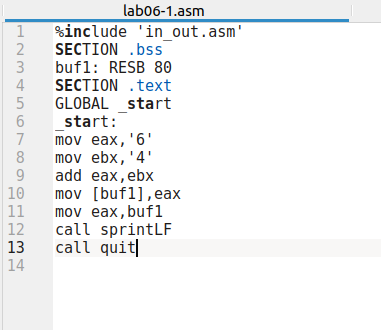 lab06-1.asm
1 %include 'in_out.asm'
2 SECTION .bss
3 buf1: RESB 80
4 SECTION .text
5 GLOBAL _start
6 _start:
7 mov eax,'6'
8 mov ebx,'4'
9 add eax,ebx
10 mov [buf1],eax
11 mov eax,buf1
12 call sprintLF
13 call quit
14